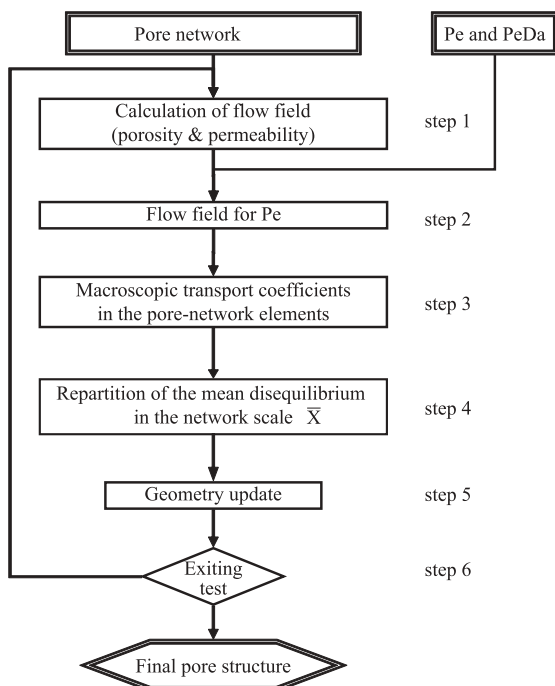 Pore network
Pe and PeDa
Calculation of flow field
(porosity & permeability)
step 1
Flow field for Pe
step 2
Macroscopic transport coefficients
in the pore-network elements
step 3
Repartition of the mean disequilibrium
in the network scale X̅
step 4
Geometry update
step 5
Exiting
test
step 6
Final pore structure